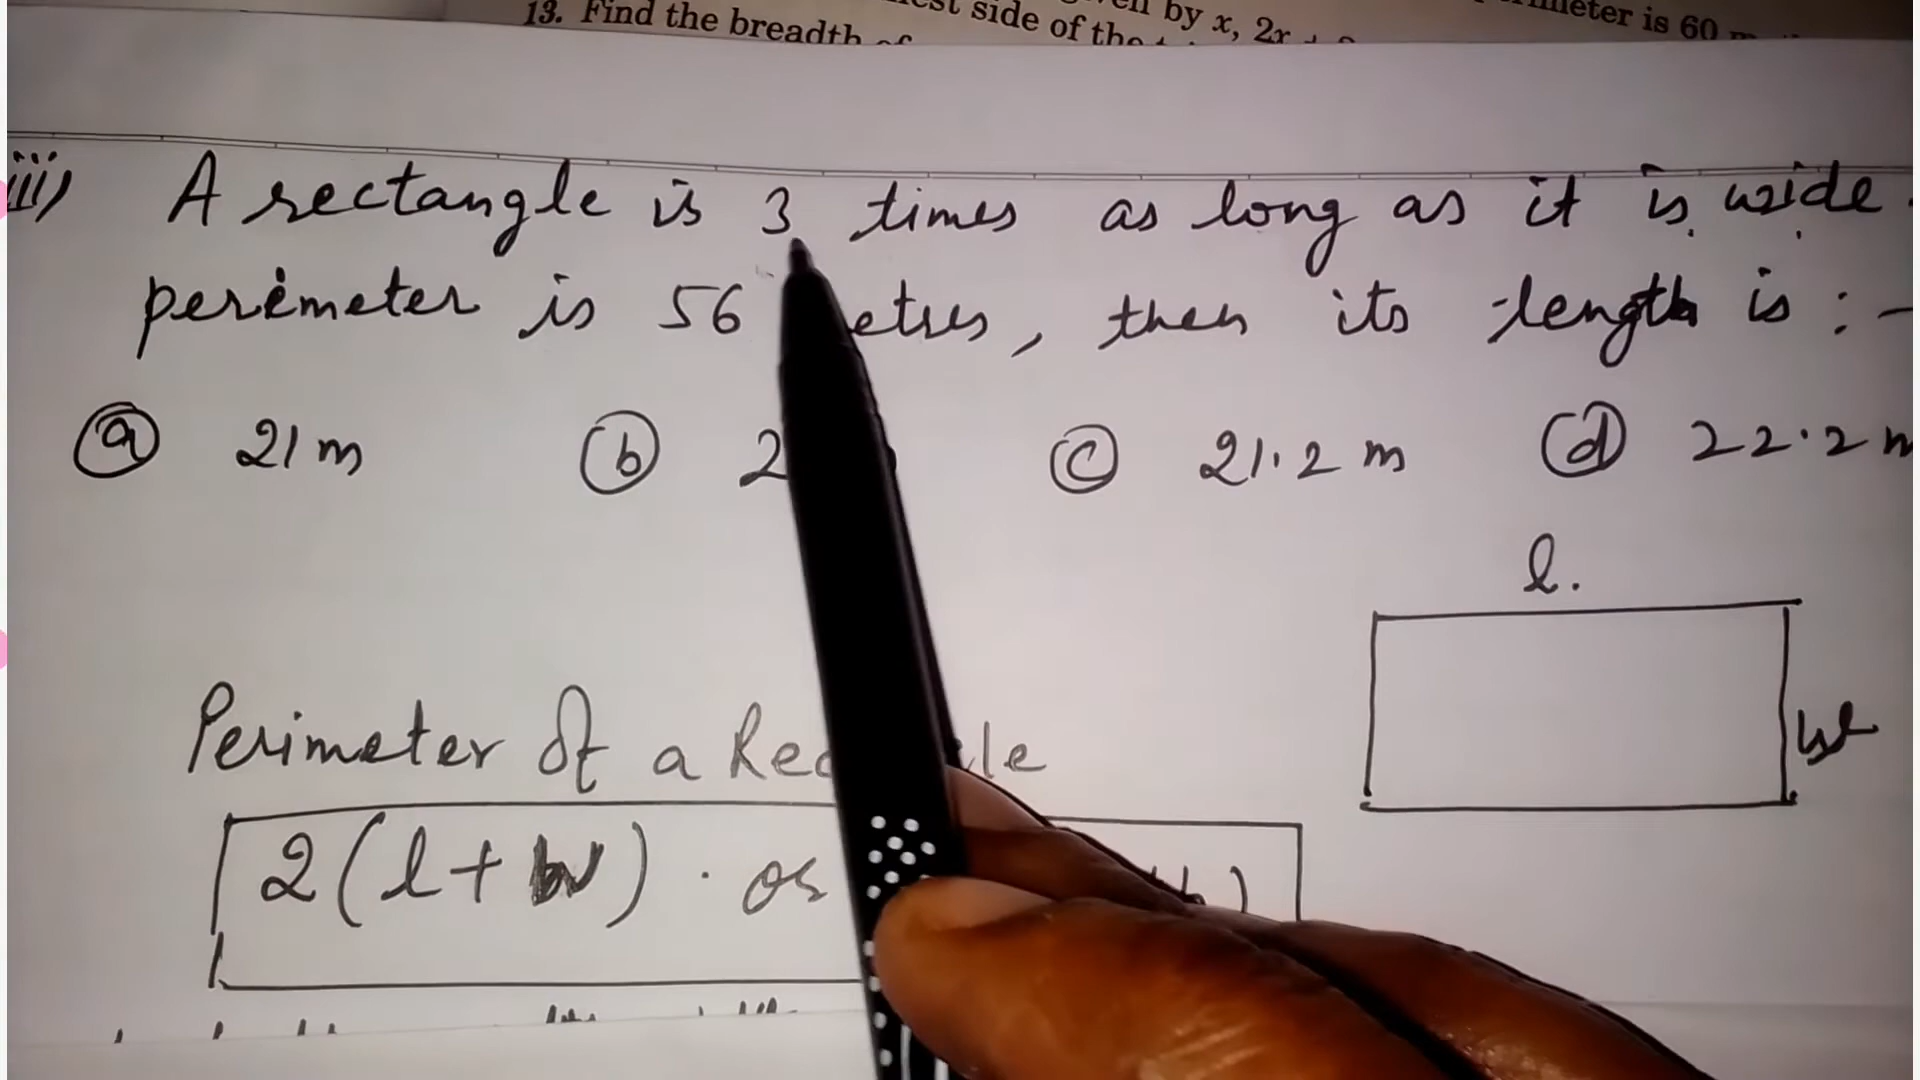 13. Find the breadth of
side of the
by x, 2x +
is 60
iii) A rectangle is 3 times as long as it is wide.
perimeter is 56 etres, then its length is : -
a 21 m b 2 c 21.2 m d 22.2 m
l.
Perimeter of a Rec le
2(l + w) . or b)